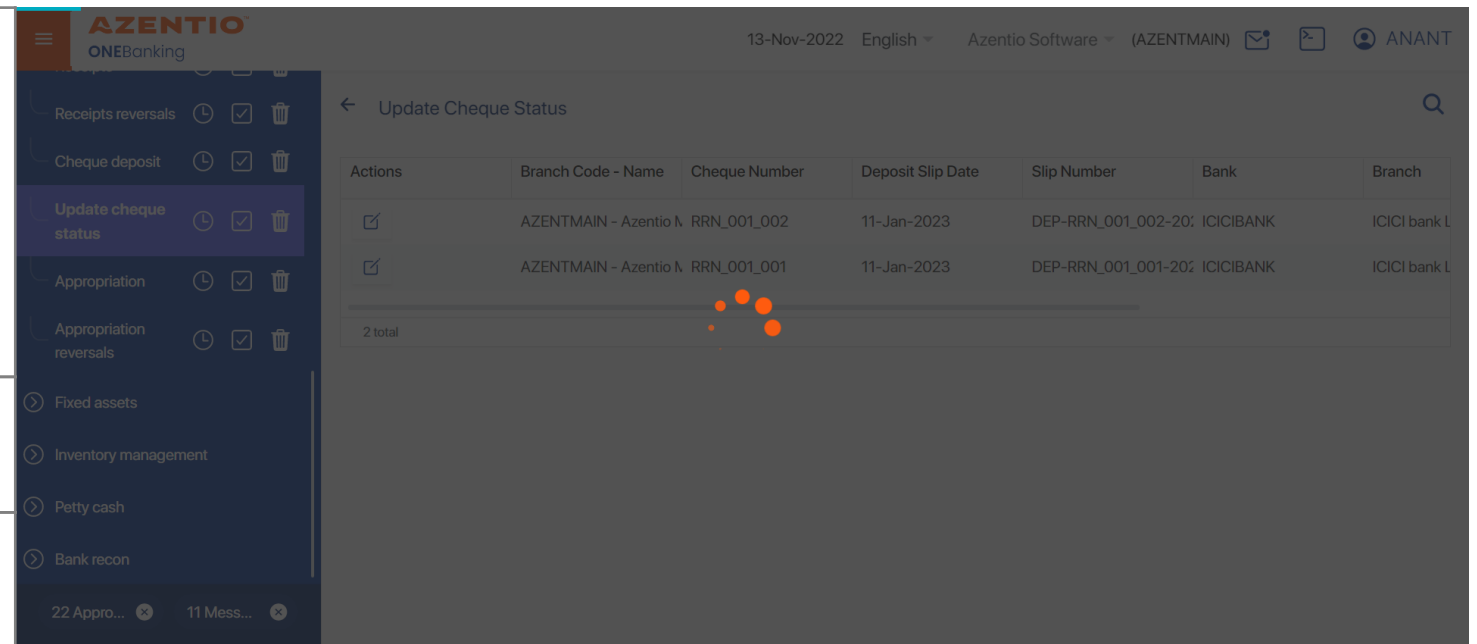 AZENTIO
ONEBanking
13-Nov-2022 English Azentio Software (AZENTMAIN) ANANT
Receipts reversals
Cheque deposit
Update cheque
status
Appropriation
Appropriation
reversals
Fixed assets
Inventory management
Petty cash
Bank recon
22 Appro... 11 Mess...
Update Cheque Status
Actions Branch Code - Name Cheque Number Deposit Slip Date Slip Number Bank Branch
AZENTMAIN - Azentio M RRN_001_002 11-Jan-2023 DEP-RRN_001_002-202 ICICIBANK ICICI bank L
AZENTMAIN - Azentio M RRN_001_001 11-Jan-2023 DEP-RRN_001_001-202 ICICIBANK ICICI bank L
2 total